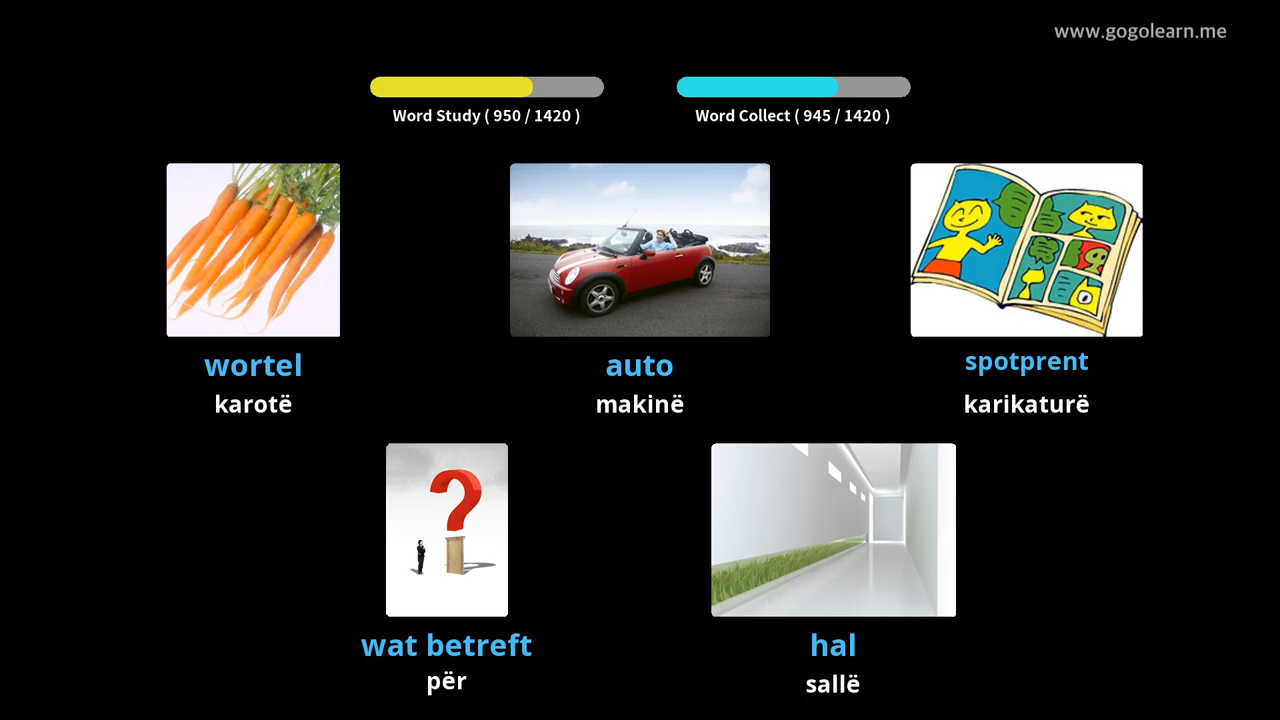 www.gogolearn.me
Word Study ( 950 / 1420 )
Word Collect ( 945 / 1420 )
wortel
karotë
auto
makinë
spotprent
karikaturë
wat betreft
për
hal
sallë